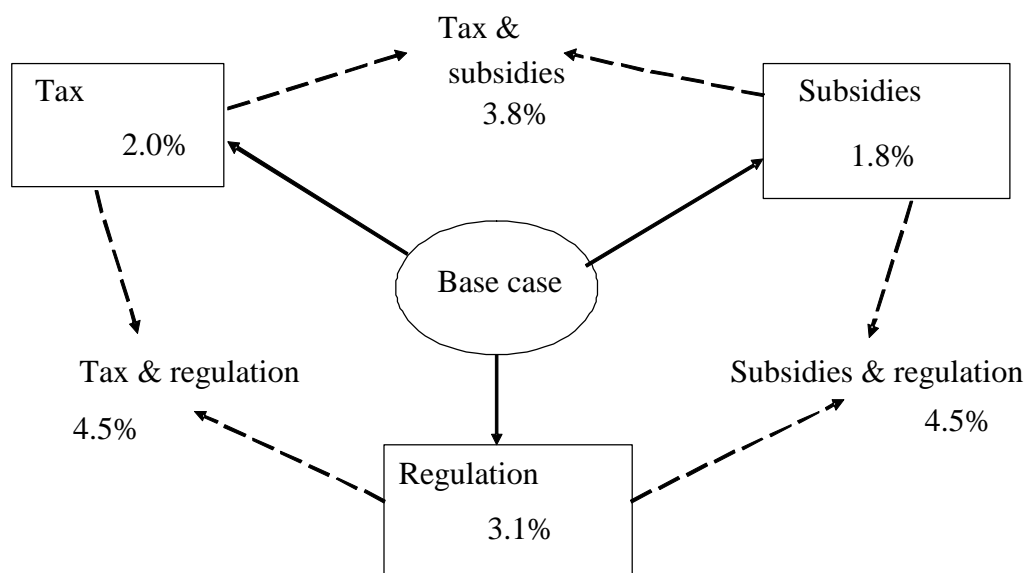 Tax &
subsidies
3.8%
Tax
2.0%
Subsidies
1.8%
Base case
Tax & regulation
4.5%
Subsidies & regulation
4.5%
Regulation
3.1%